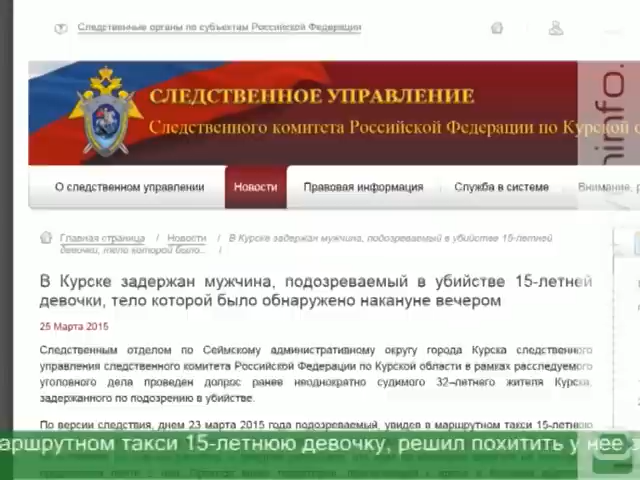 Следственные органы по субъектам Российской Федерации
СЛЕДСТВЕННОЕ УПРАВЛЕНИЕ
Следственного комитета Российской Федерации по Курской о
О следственном управлении Новости Правовая информация Служба в системе Внимание,
Главная страница / Новости / В Курске задержан мужчина, подозреваемый в убийстве 15-летней
девочки, тело которой было... /
В Курске задержан мужчина, подозреваемый в убийстве 15-летней
девочки, тело которой было обнаружено накануне вечером
25 Марта 2015
Следственным отделом по Сеймскому административному округу города Курска следственного
управления следственного комитета Российской Федерации по Курской области в рамках расследуемого
уголовного дела проведен допрос ранее неоднократно судимого 32–летнего жителя Курска,
задержанного по подозрению в убийстве.
По версии следствия, днем 23 марта 2015 года подозреваемый, увидев в маршрутном такси 15-летнюю
аршрутном такси 15-летнюю девочку, решил похитить у нее